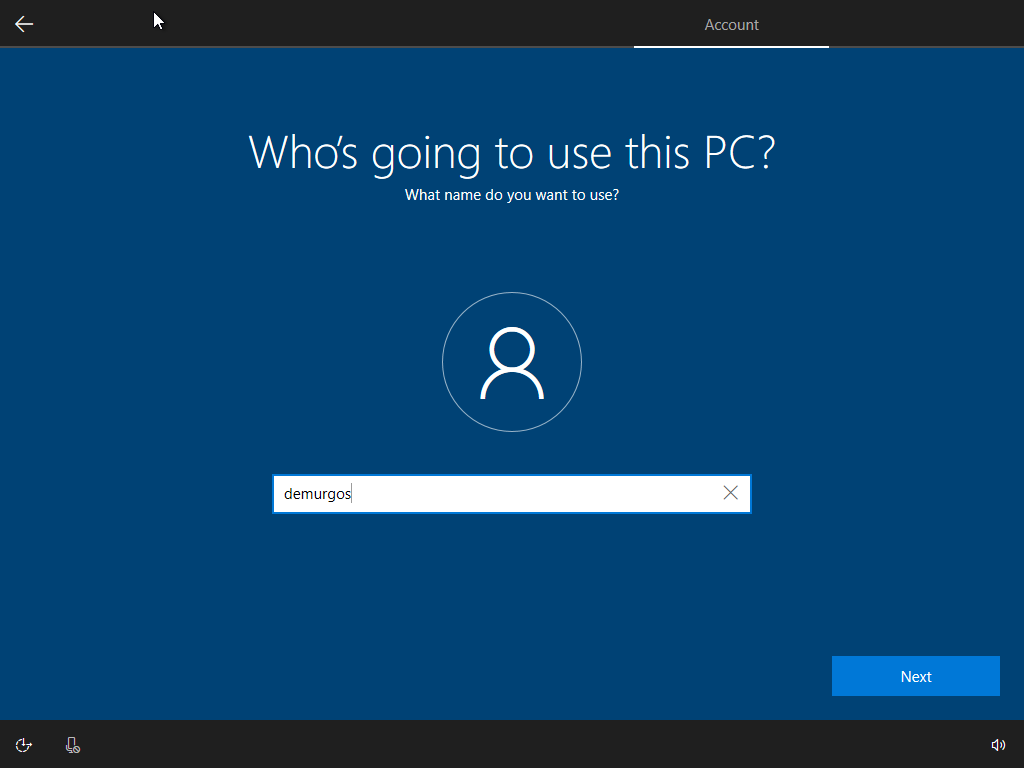 Account
Who's going to use this PC?
What name do you want to use?
demurgos
Next